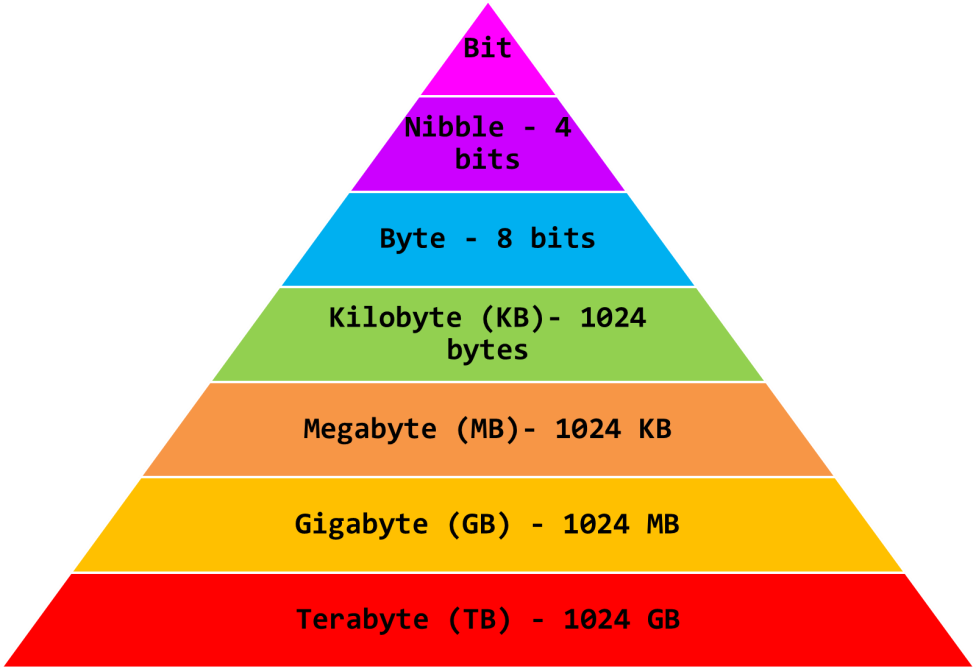 Bit
Nibble - 4
bits
Byte - 8 bits
Kilobyte (KB)- 1024
bytes
Megabyte (MB)- 1024 KB
Gigabyte (GB) - 1024 MB
Terabyte (TB) - 1024 GB